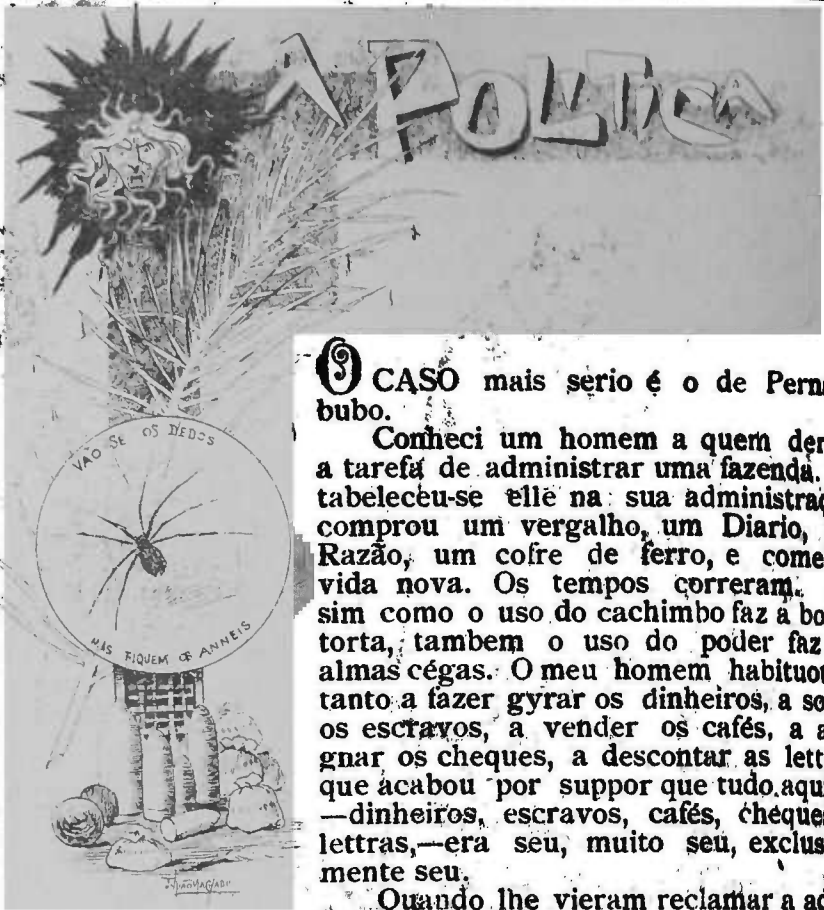 A POLITICA
VÃO SE OS DEDOS
MAS FIQUEM OS ANNEIS
O CASO mais serio é o de Pern
bubo.
Conheci um homem a quem der
a tarefa de administrar uma fazenda.
tabeleceu-se elle na sua administraç
comprou um vergalho, um Diario,
Razão, um cofre de ferro, e come
vida nova. Os tempos correram.
sim como o uso do cachimbo faz a bo
torta, tambem o uso do poder faz
almas cégas. O meu homem habituo
tanto a fazer gyrar os dinheiros, a so
os escravos, a vender os cafés, a a
gnar os cheques, a descontar as lett
que acabou por suppor que tudo aqu
—dinheiros, escravos, cafés, cheque
lettras,—era seu, muito seu, exclus
mente seu.
Quando lhe vieram reclamar a ad